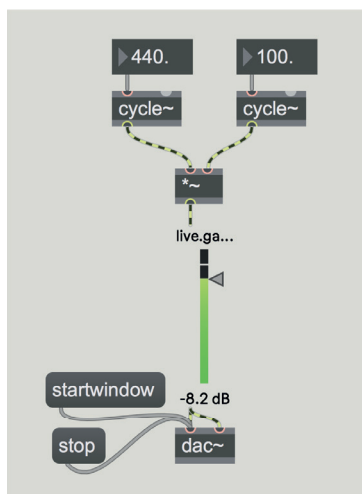 440.
100.
cycle~
cycle~
*~
live.ga...
-8.2 dB
startwindow
stop
dac~